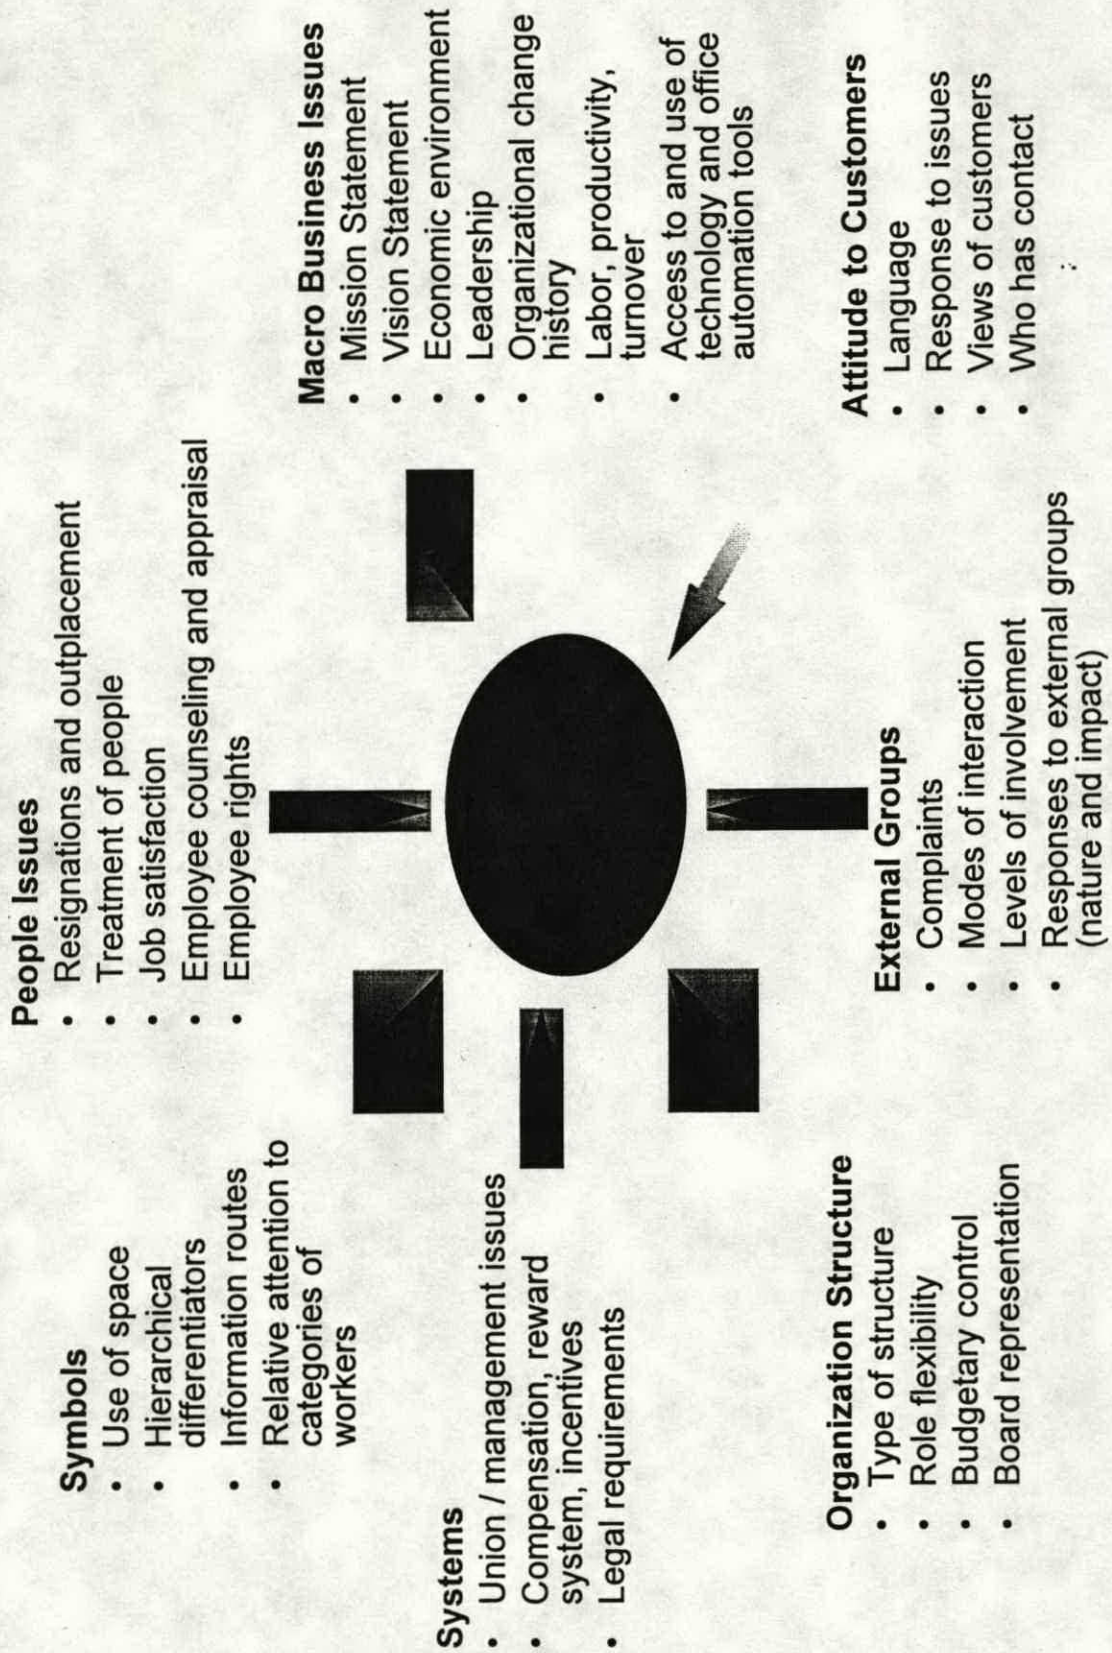 People Issues
• Resignations and outplacement
• Treatment of people
• Job satisfaction
• Employee counseling and appraisal
• Employee rights
Symbols
• Use of space
• Hierarchical
differentiators
• Information routes
• Relative attention to
categories of
workers
Macro Business Issues
• Mission Statement
• Vision Statement
• Economic environment
• Leadership
• Organizational change
history
• Labor, productivity,
turnover
• Access to and use of
technology and office
automation tools
Systems
• Union / management issues
• Compensation, reward
system, incentives
• Legal requirements
Organization Structure
• Type of structure
• Role flexibility
• Budgetary control
• Board representation
External Groups
• Complaints
• Modes of interaction
• Levels of involvement
• Responses to external groups
(nature and impact)
Attitude to Customers
• Language
• Response to issues
• Views of customers
• Who has contact